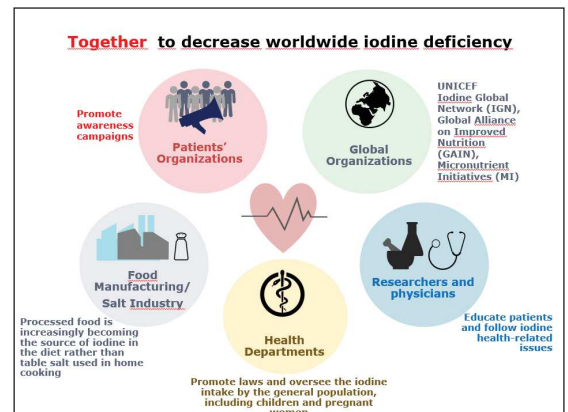 Together to decrease worldwide iodine deficiency
Promote
awareness
campaigns
Patients'
Organizations
Global
Organizations
UNICEF
Iodine Global
Network (IGN),
Global Alliance
on Improved
Nutrition
(GAIN),
Micronutrient
Initiatives (MI)
Food
Manufacturing/
Salt Industry
Processed food is
increasingly becoming
the source of iodine in
the diet rather than
table salt used in home
cooking
Health
Departments
Promote laws and oversee the iodine
intake by the general population,
including children and pregnant
women
Researchers and
physicians
Educate patients
and follow iodine
health-related
issues